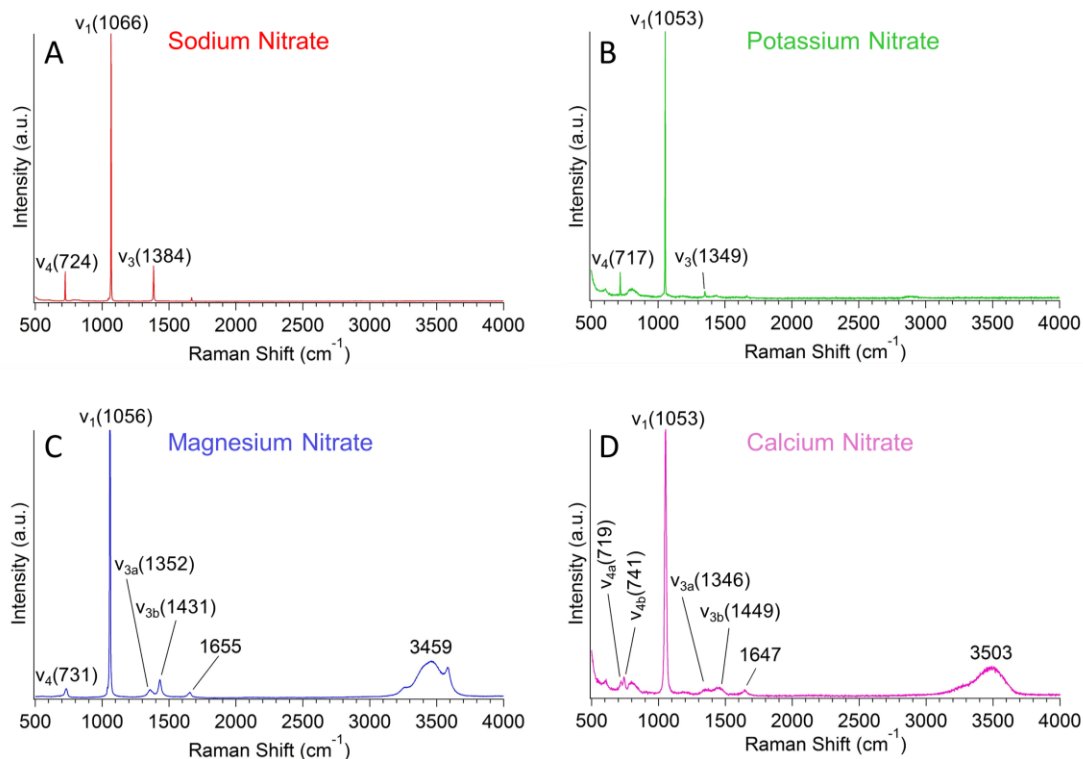 A
v1(1066)
Sodium Nitrate
v4(724)
v3(1384)
Intensity (a.u.)
500 1000 1500 2000 2500 3000 3500 4000
Raman Shift (cm-1)
B
v1(1053)
Potassium Nitrate
v4(717)
v3(1349)
Intensity (a.u.)
500 1000 1500 2000 2500 3000 3500 4000
Raman Shift (cm-1)
C
v1(1056)
Magnesium Nitrate
v3a(1352)
v3b(1431)
1655
3459
v4(731)
Intensity (a.u.)
500 1000 1500 2000 2500 3000 3500 4000
Raman Shift (cm-1)
D
v1(1053)
Calcium Nitrate
v4a(719)
v4b(741)
v3a(1346)
v3b(1449)
1647
3503
Intensity (a.u.)
500 1000 1500 2000 2500 3000 3500 4000
Raman Shift (cm-1)